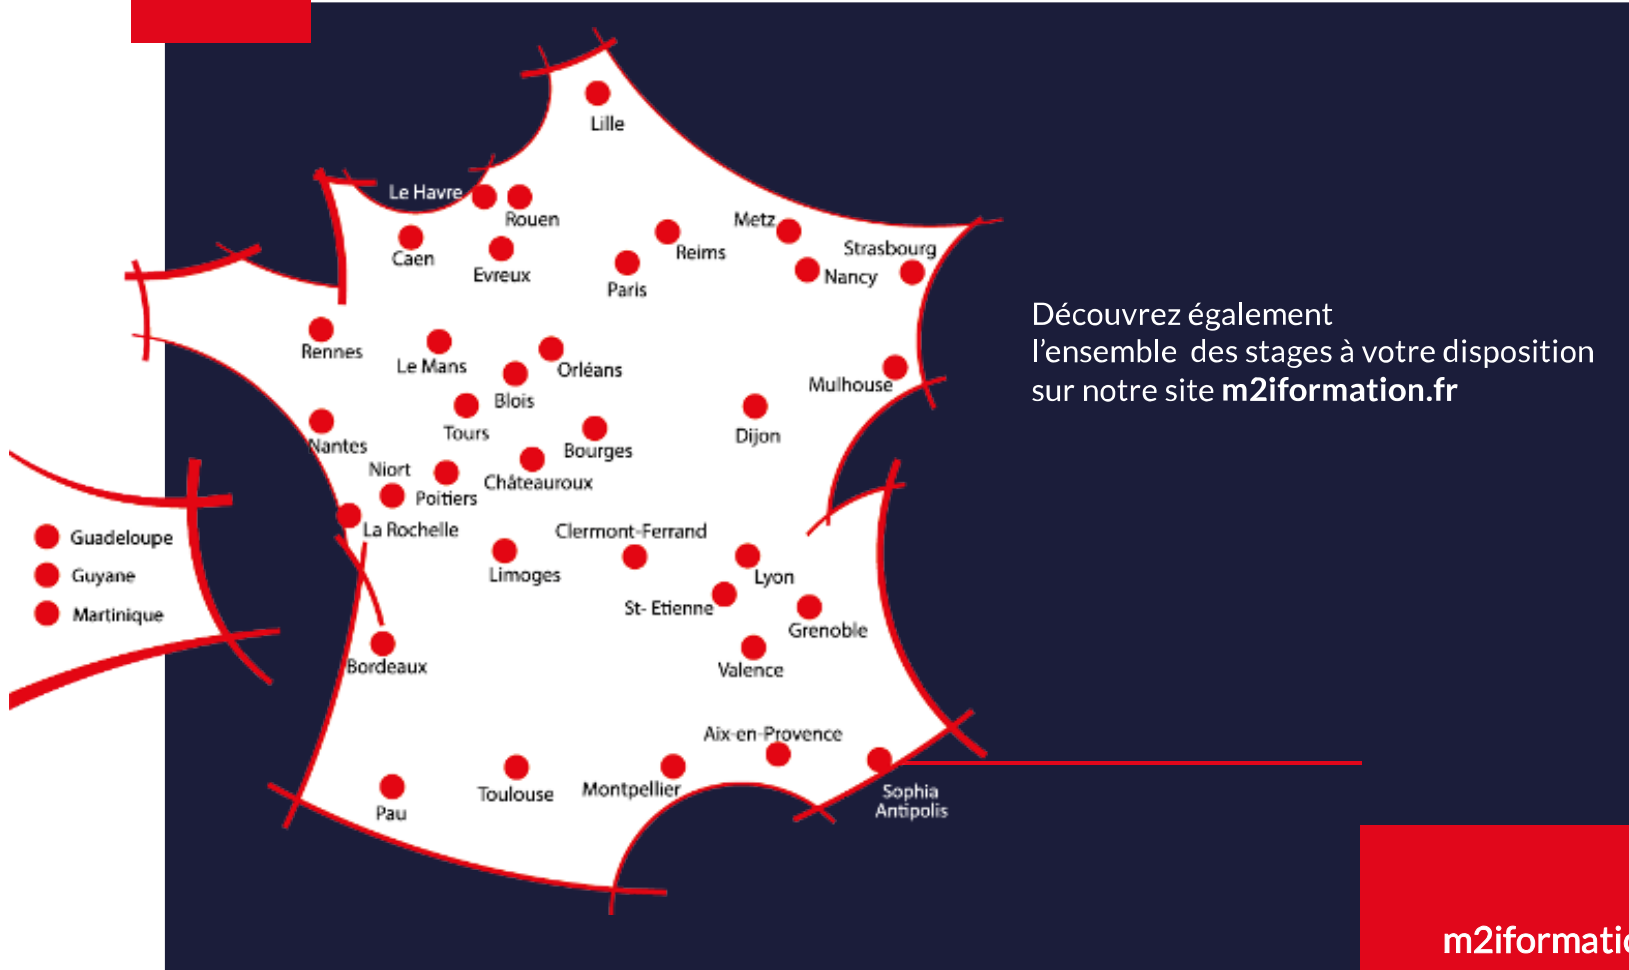 Lille
Le Havre
Rouen
Caen
Evreux
Reims
Paris
Metz
Strasbourg
Nancy
Rennes
Le Mans
Orléans
Blois
Tours
Mulhouse
Dijon
Nantes
Bourges
Niort
Poitiers
Châteauroux
La Rochelle
Limoges
Clermont-Ferrand
Lyon
St- Etienne
Grenoble
Valence
Bordeaux
Aix-en-Provence
Pau
Toulouse
Montpellier
Sophia
Antipolis
Guadeloupe
Guyane
Martinique
Découvrez également
l'ensemble des stages à votre disposition
sur notre site m2iformation.fr
m2iformatio